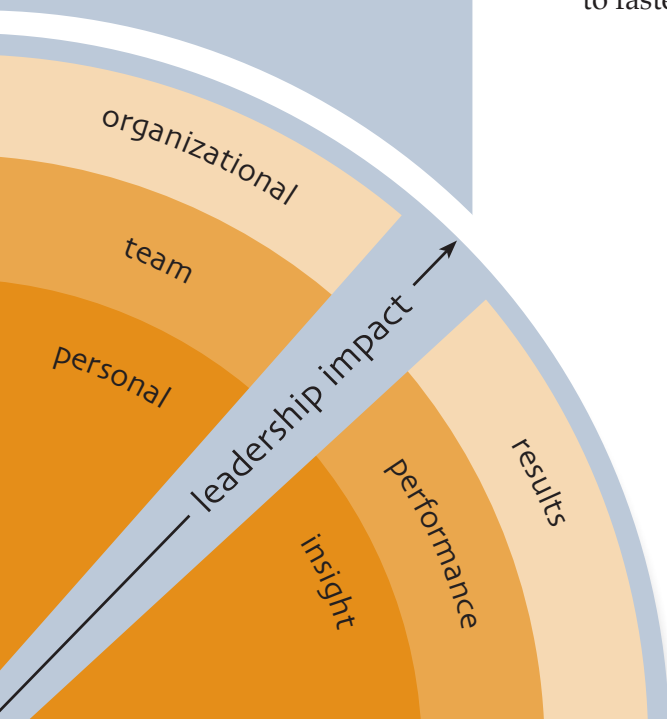 organizational
team
personal
leadership impact
results
performance
insight